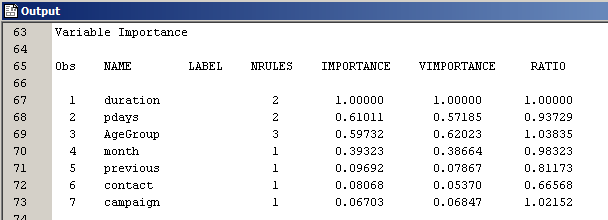 Output
63 Variable Importance
64
65 Obs NAME LABEL NRULES IMPORTANCE VIMPORTANCE RATIO
66
67 1 duration 2 1.00000 1.00000 1.00000
68 2 pdays 2 0.61011 0.57185 0.93729
69 3 AgeGroup 3 0.59732 0.62023 1.03835
70 4 month 1 0.39323 0.38664 0.98323
71 5 previous 1 0.09692 0.07867 0.81173
72 6 contact 1 0.08068 0.05370 0.66568
73 7 campaign 1 0.06703 0.06847 1.02152
74